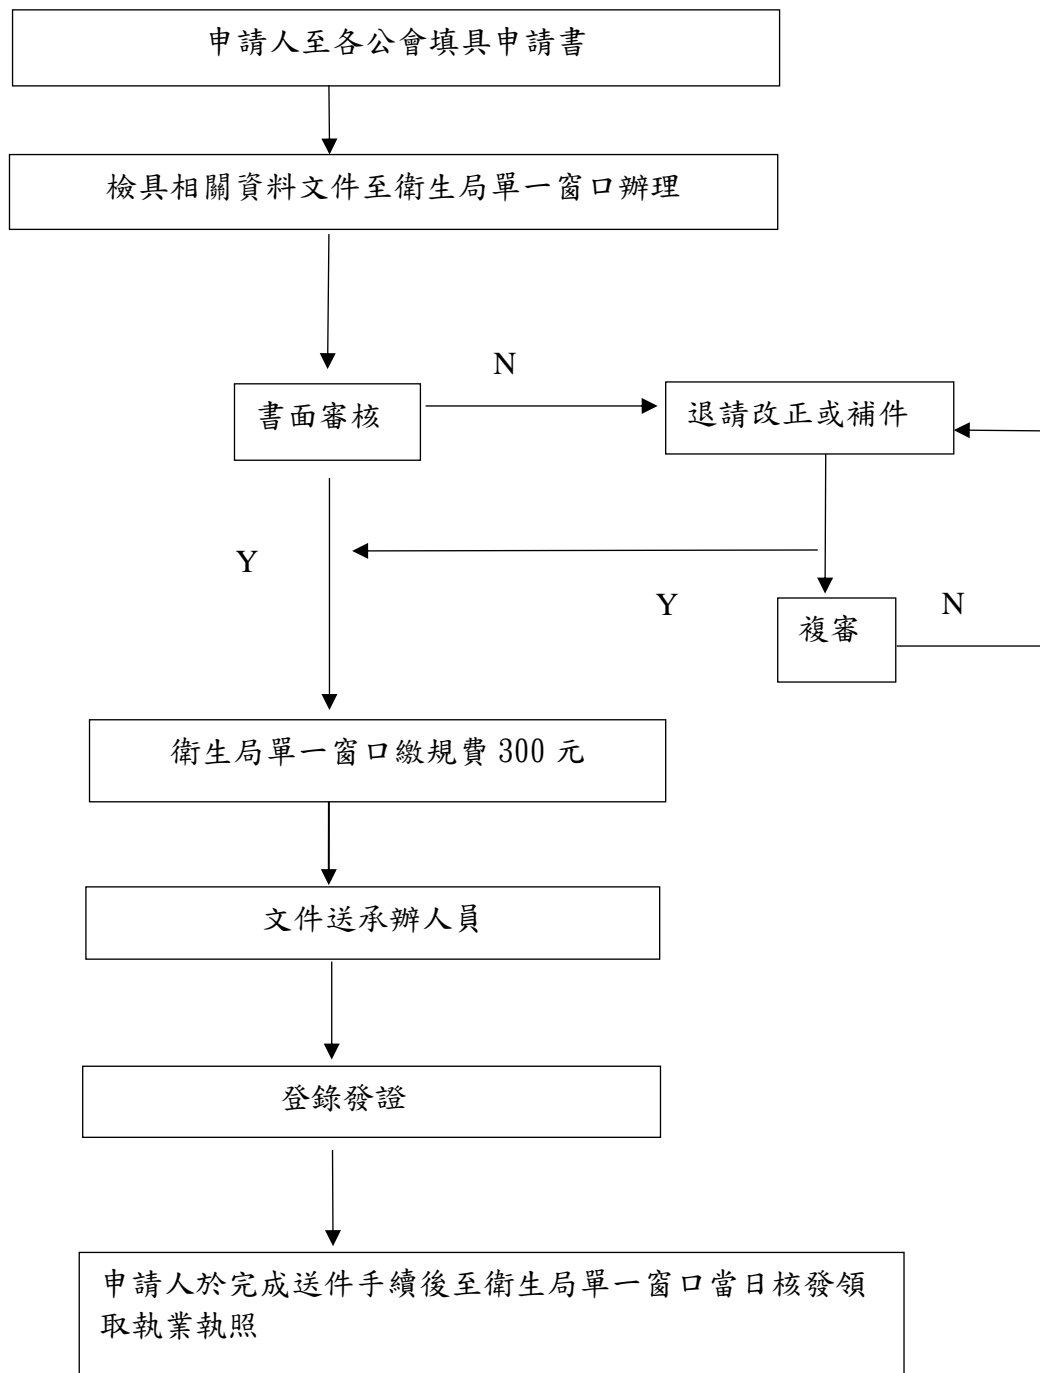 申請人至各公會填具申請書
檢具相關資料文件至衛生局單一窗口辦理
N
書面審核
退請改正或補件
Y
Y
複審
N
衛生局單一窗口繳規費 300 元
文件送承辦人員
登錄發證
申請人於完成送件手續後至衛生局單一窗口當日核發領
取執業執照